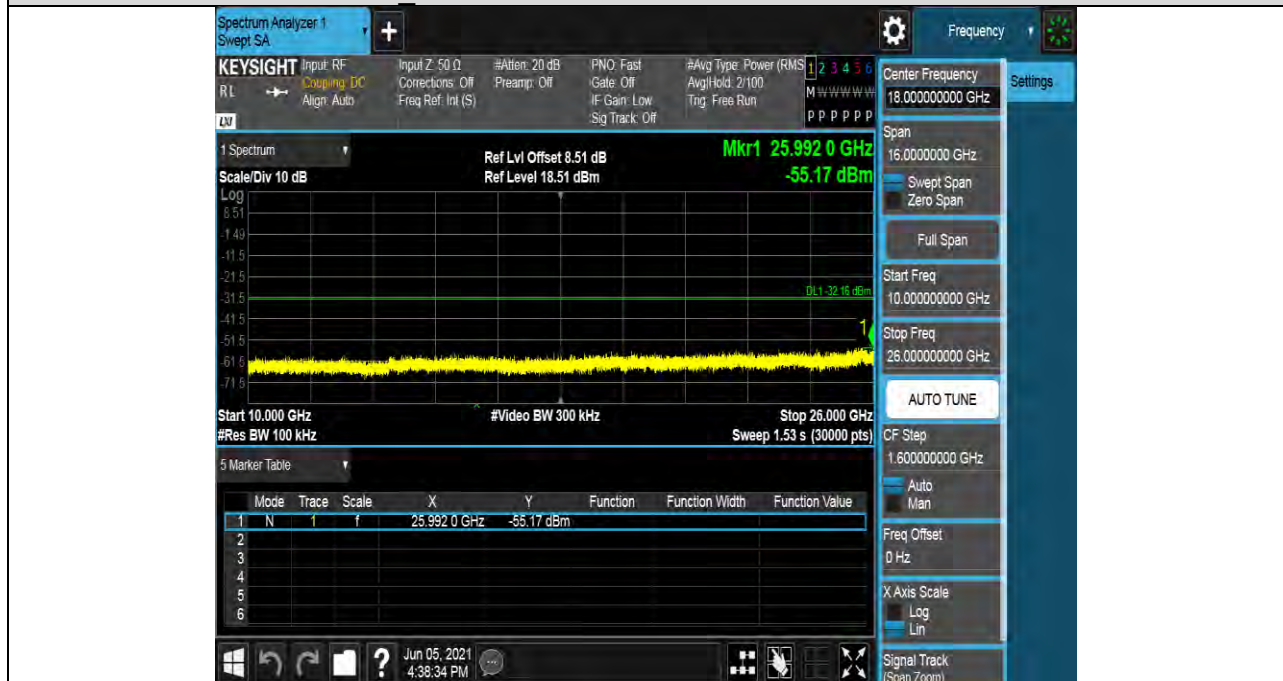 Spectrum Analyzer 1
Swept SA
+
Frequency
KEYSIGHT
RL
LXI
Input: RF
Coupling: DC
Align: Auto
Input Z: 50 Ω
Corrections: Off
Freq Ref: Int (S)
#Atten: 20 dB
Preamp: Off
PNO: Fast
Gate: Off
IF Gain: Low
Sig Track: Off
#Avg Type: Power (RMS
Avg|Hold: 2/100
Trig: Free Run
1 2 3 4 5 6
M W W W W W
P P P P P P
1 Spectrum
Scale/Div 10 dB
Log
Ref Lvl Offset 8.51 dB
Ref Level 18.51 dBm
Mkr1 25.992 0 GHz
-55.17 dBm
8.51
-1.49
-11.5
-21.5
-31.5
-41.5
-51.5
-61.5
-71.5
DL1 -32.16 dBm
1
Start 10.000 GHz
#Res BW 100 kHz
#Video BW 300 kHz
Stop 26.000 GHz
Sweep 1.53 s (30000 pts)
5 Marker Table
Mode Trace Scale X Y Function Function Width Function Value
1 N 1 f 25.992 0 GHz -55.17 dBm
2
3
4
5
6
?
Jun 05, 2021
4:38:34 PM
Center Frequency
18.000000000 GHz
Settings
Span
16.0000000 GHz
Swept Span
Zero Span
Full Span
Start Freq
10.000000000 GHz
Stop Freq
26.000000000 GHz
AUTO TUNE
CF Step
1.600000000 GHz
Auto
Man
Freq Offset
0 Hz
X Axis Scale
Log
Lin
Signal Track
(Span Zoom)